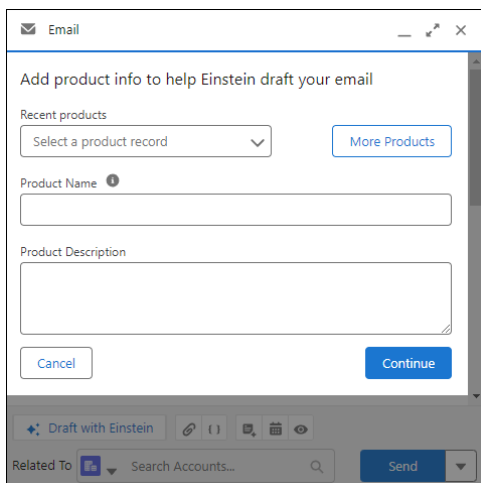 Email
Add product info to help Einstein draft your email
Recent products
Select a product record
More Products
Product Name
Product Description
Cancel
Continue
Draft with Einstein
Related To
Search Accounts...
Send